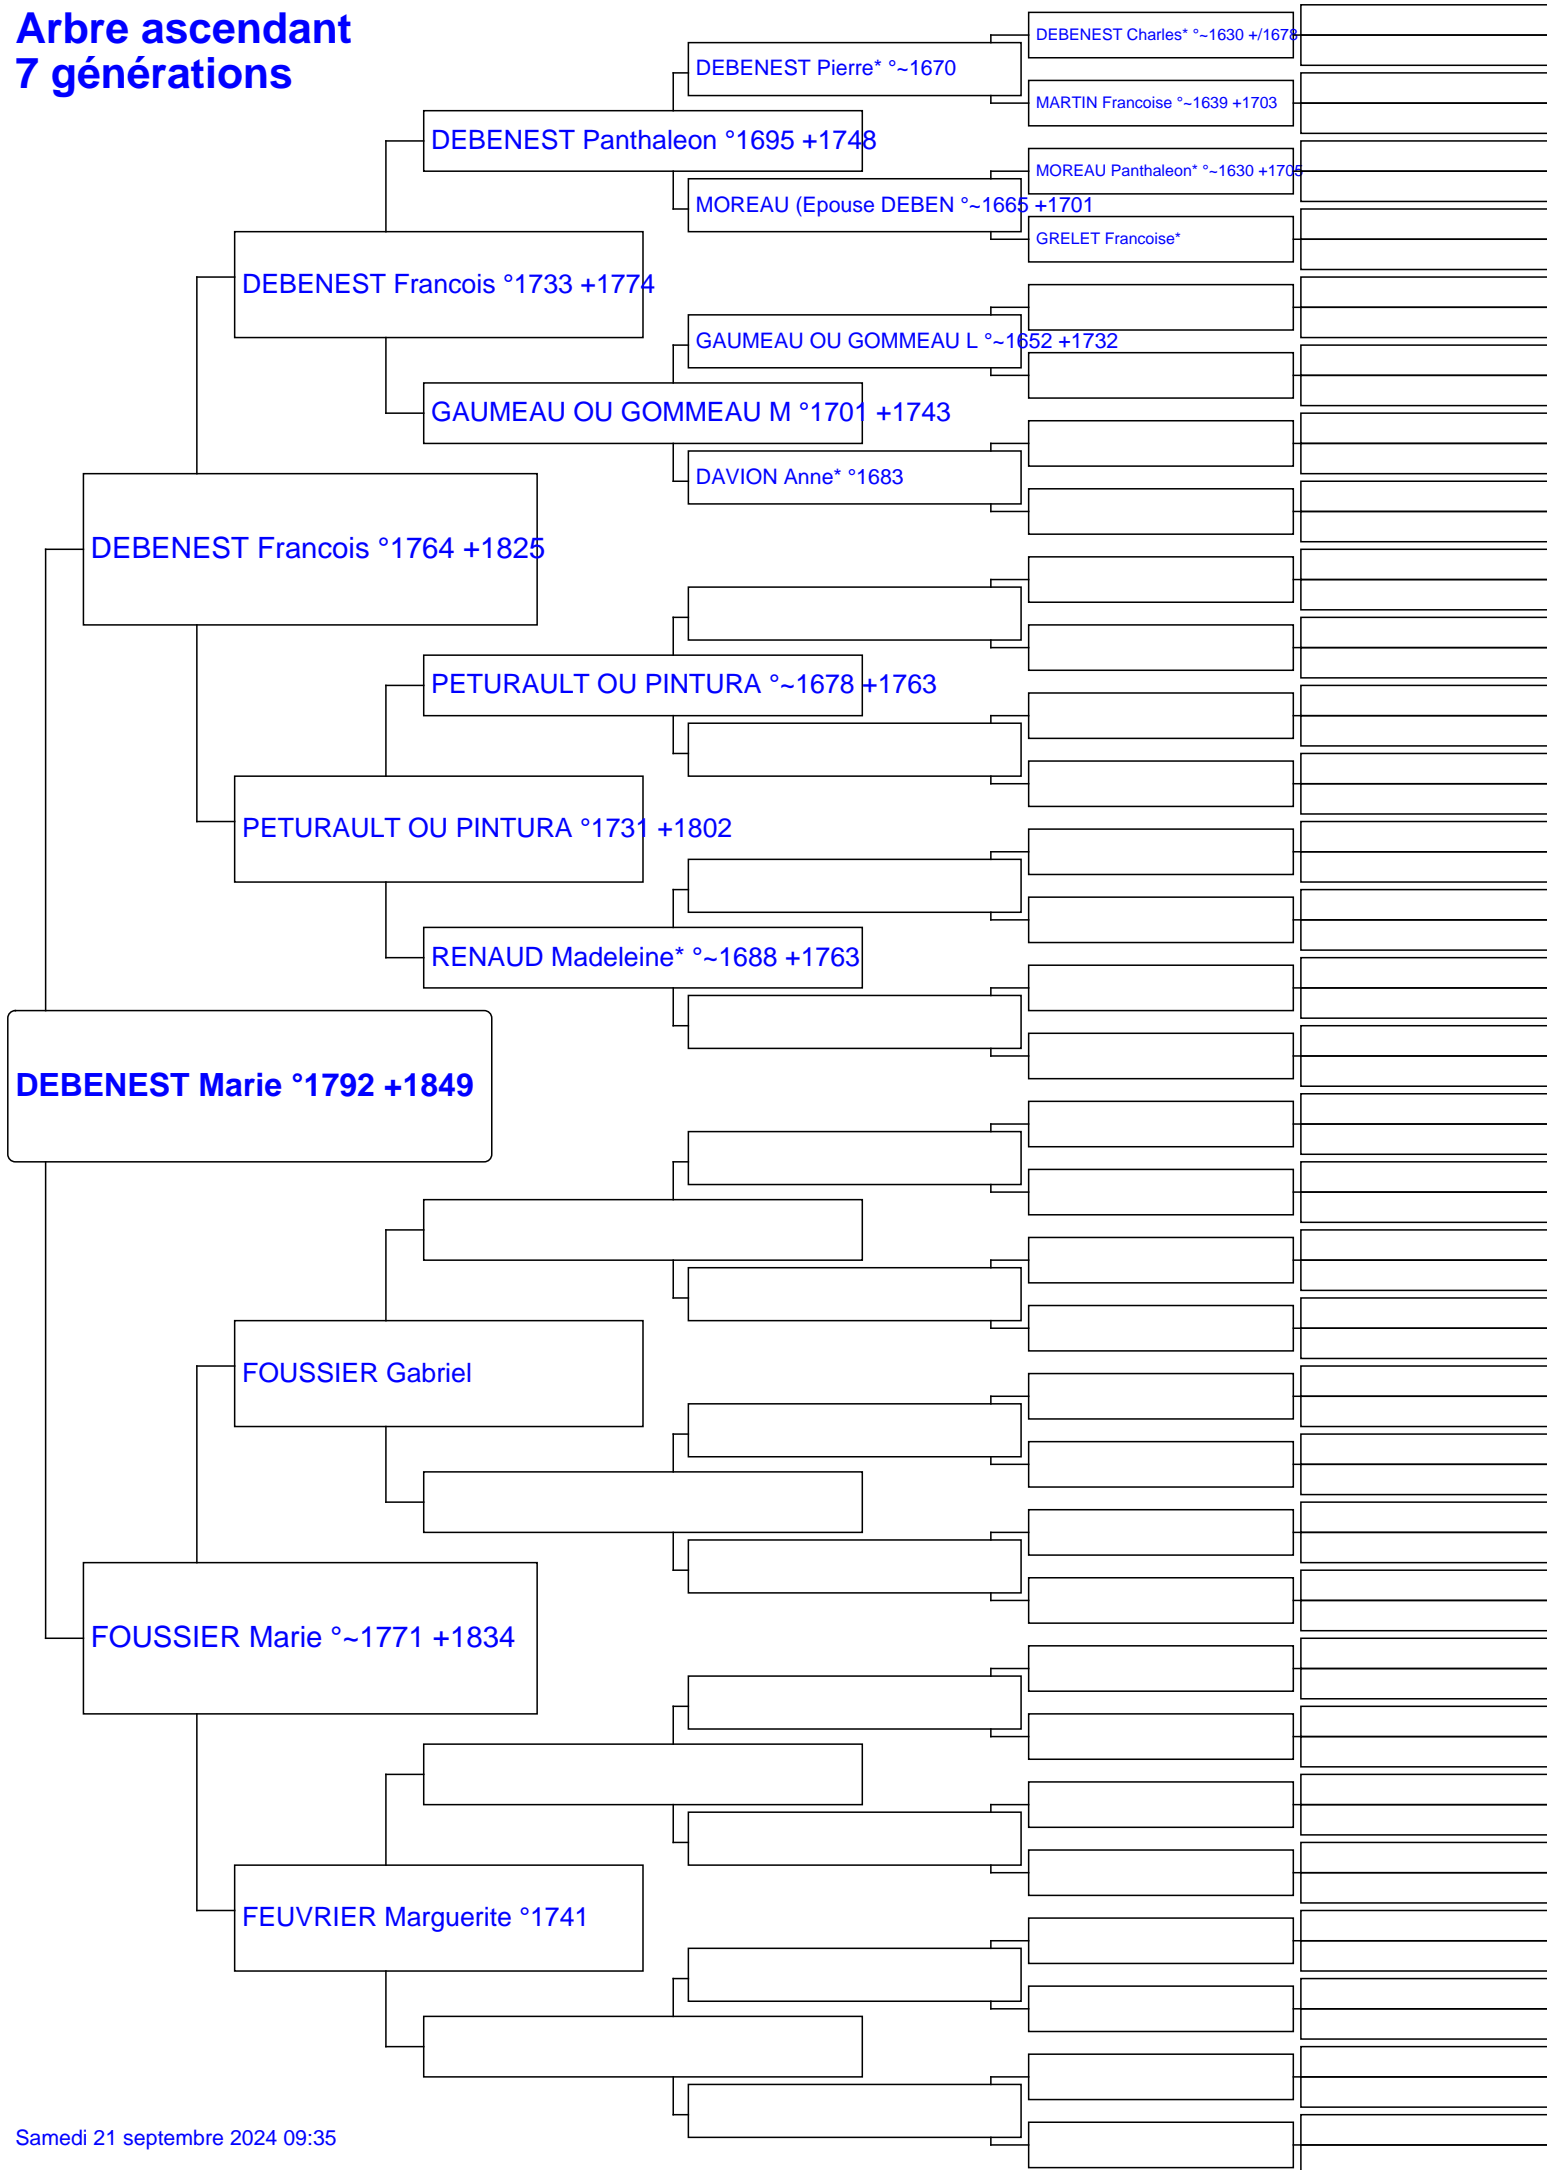 Arbre ascendant
7 générations
DEBENEST Charles* °~1630 +/1678
DEBENEST Pierre* °~1670
MARTIN Francoise °~1639 +1703
DEBENEST Panthaleon °1695 +1748
MOREAU Panthaleon* °~1630 +1705
MOREAU (Epouse DEBEN °~1665 +1701
GRELET Francoise*
DEBENEST Francois °1733 +1774
GAUMEAU OU GOMMEAU L °~1652 +1732
GAUMEAU OU GOMMEAU M °1701 +1743
DAVION Anne* °1683
DEBENEST Francois °1764 +1825
PETURAULT OU PINTURA °~1678 +1763
PETURAULT OU PINTURA °1731 +1802
RENAUD Madeleine* °~1688 +1763
DEBENEST Marie °1792 +1849
FOUSSIER Gabriel
FOUSSIER Marie °~1771 +1834
FEUVRIER Marguerite °1741
Samedi 21 septembre 2024 09:35